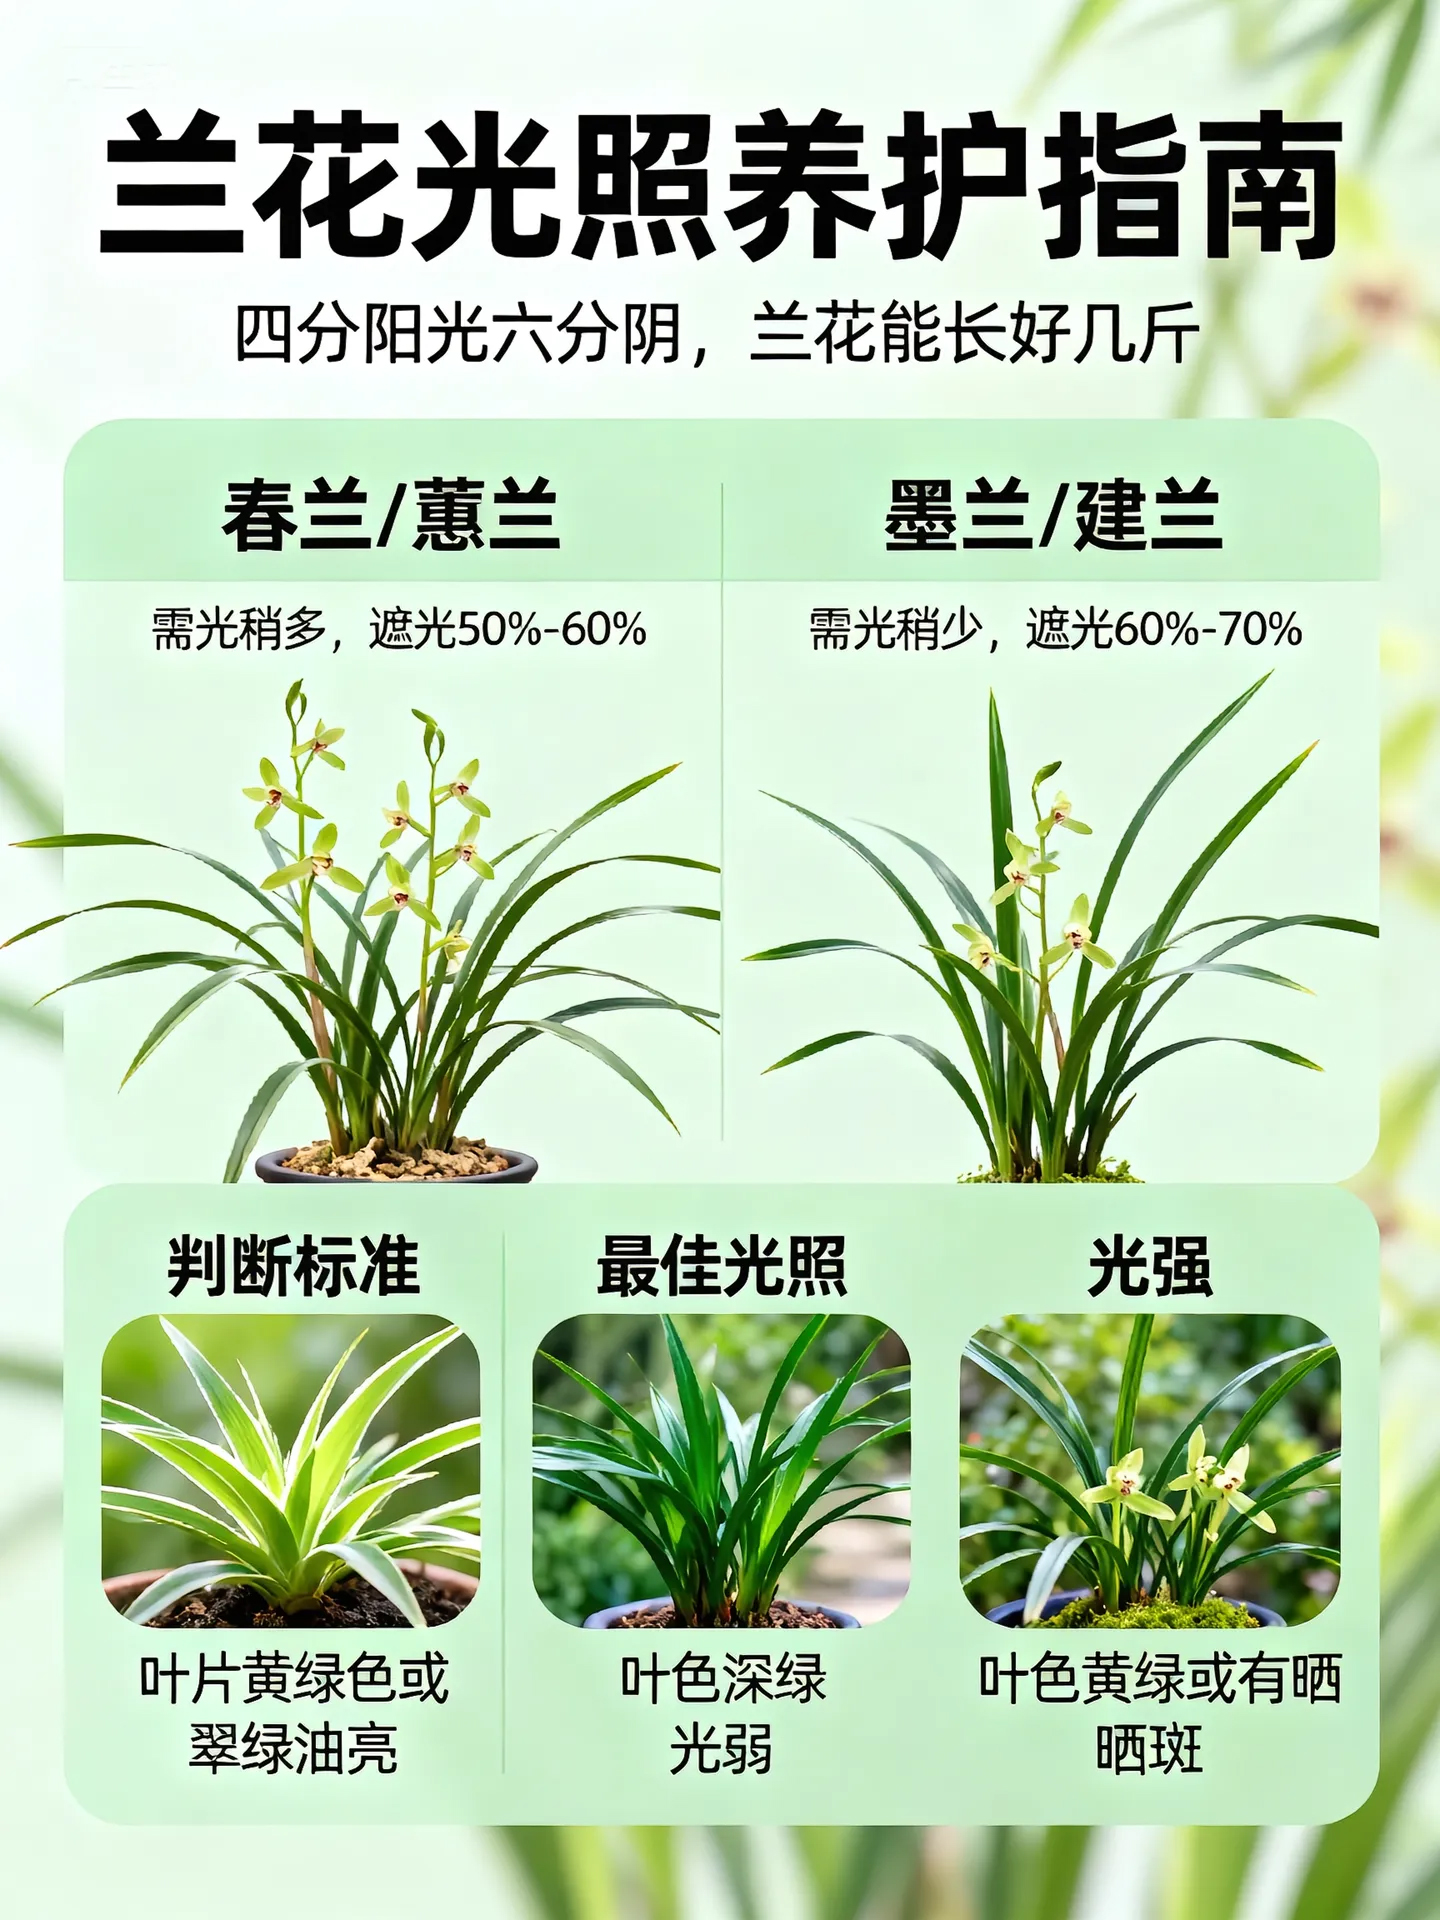 兰花光照养护指南
四分阳光六分阴，兰花能长好几斤
春兰/蕙兰
需光稍多，遮光50%-60%
墨兰/建兰
需光稍少，遮光60%-70%
判断标准
叶片黄绿色或
翠绿油亮
最佳光照
叶色深绿
光弱
光强
叶色黄绿或有晒
晒斑